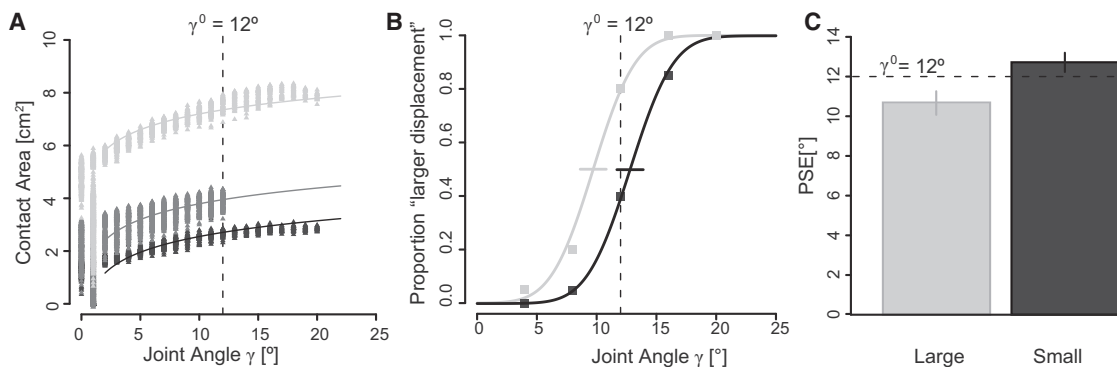 A
γ⁰ = 12º
Contact Area [cm²]
10
8
6
4
2
0
0
5
10
15
20
25
Joint Angle γ [º]
B
γ⁰ = 12º
Proportion “larger displacement”
1.0
0.8
0.6
0.4
0.2
0.0
0
5
10
15
20
25
Joint Angle γ [°]
C
γ⁰= 12º
PSE[°]
14
12
10
8
6
4
2
0
Large
Small